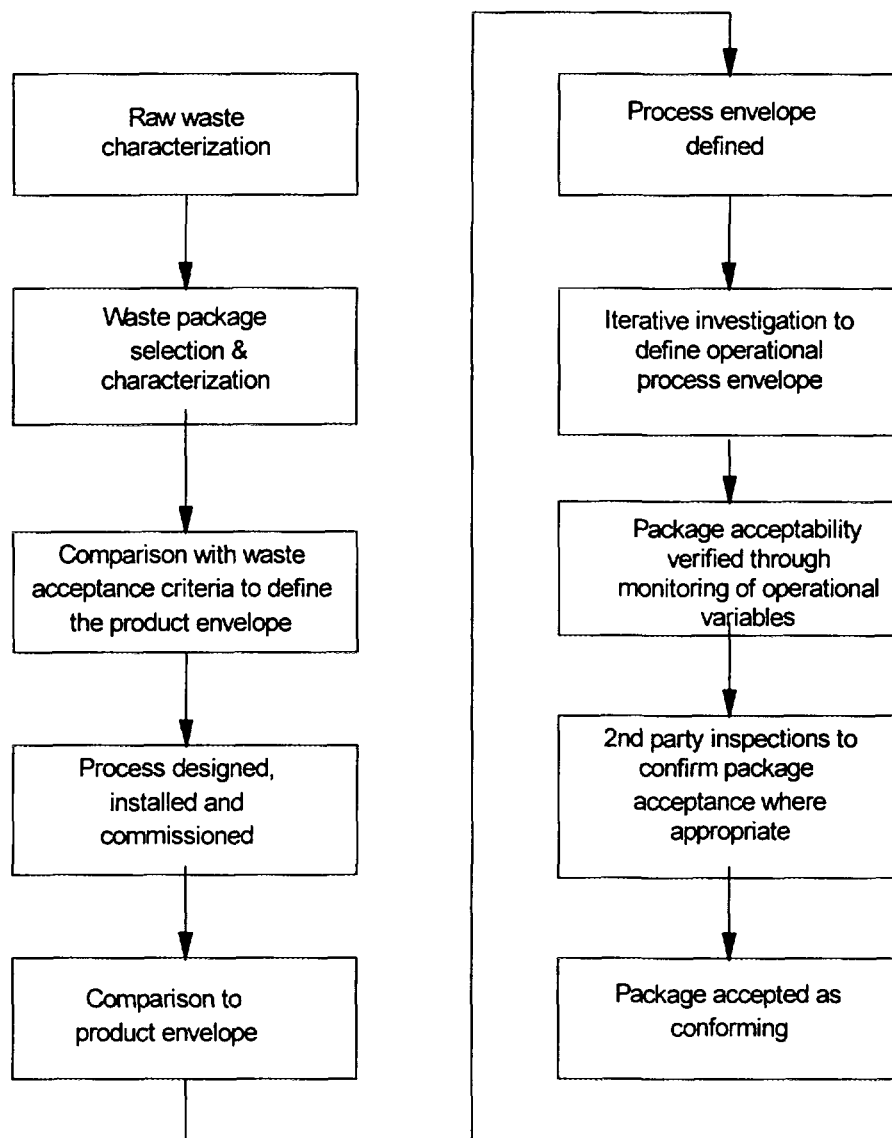 Raw waste
characterization
Waste package
selection &
characterization
Comparison with waste
acceptance criteria to define
the product envelope
Process designed,
installed and
commissioned
Comparison to
product envelope
Process envelope
defined
Iterative investigation to
define operational
process envelope
Package acceptability
verified through
monitoring of operational
variables
2nd party inspections to
confirm package
acceptance where
appropriate
Package accepted as
conforming